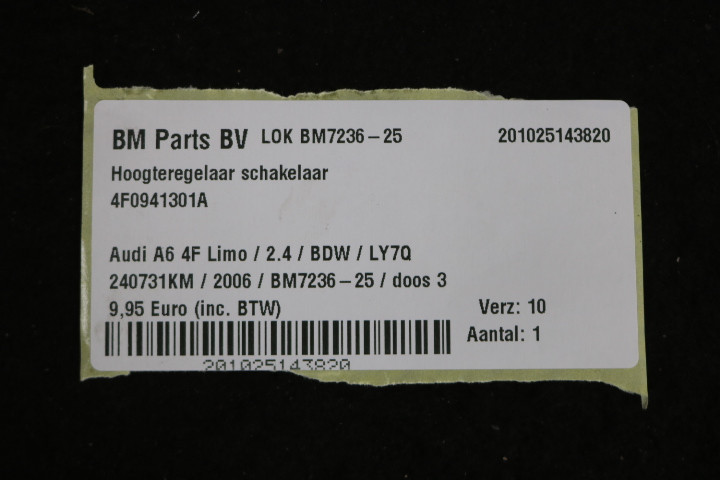 BM Parts BV LOK BM7236-25 201025143820
Hoogteregelaar schakelaar
4F0941301A
Audi A6 4F Limo / 2.4 / BDW / LY7Q
240731KM / 2006 / BM7236-25 / doos 3
9,95 Euro (inc. BTW) Verz: 10
Aantal: 1
201025143820